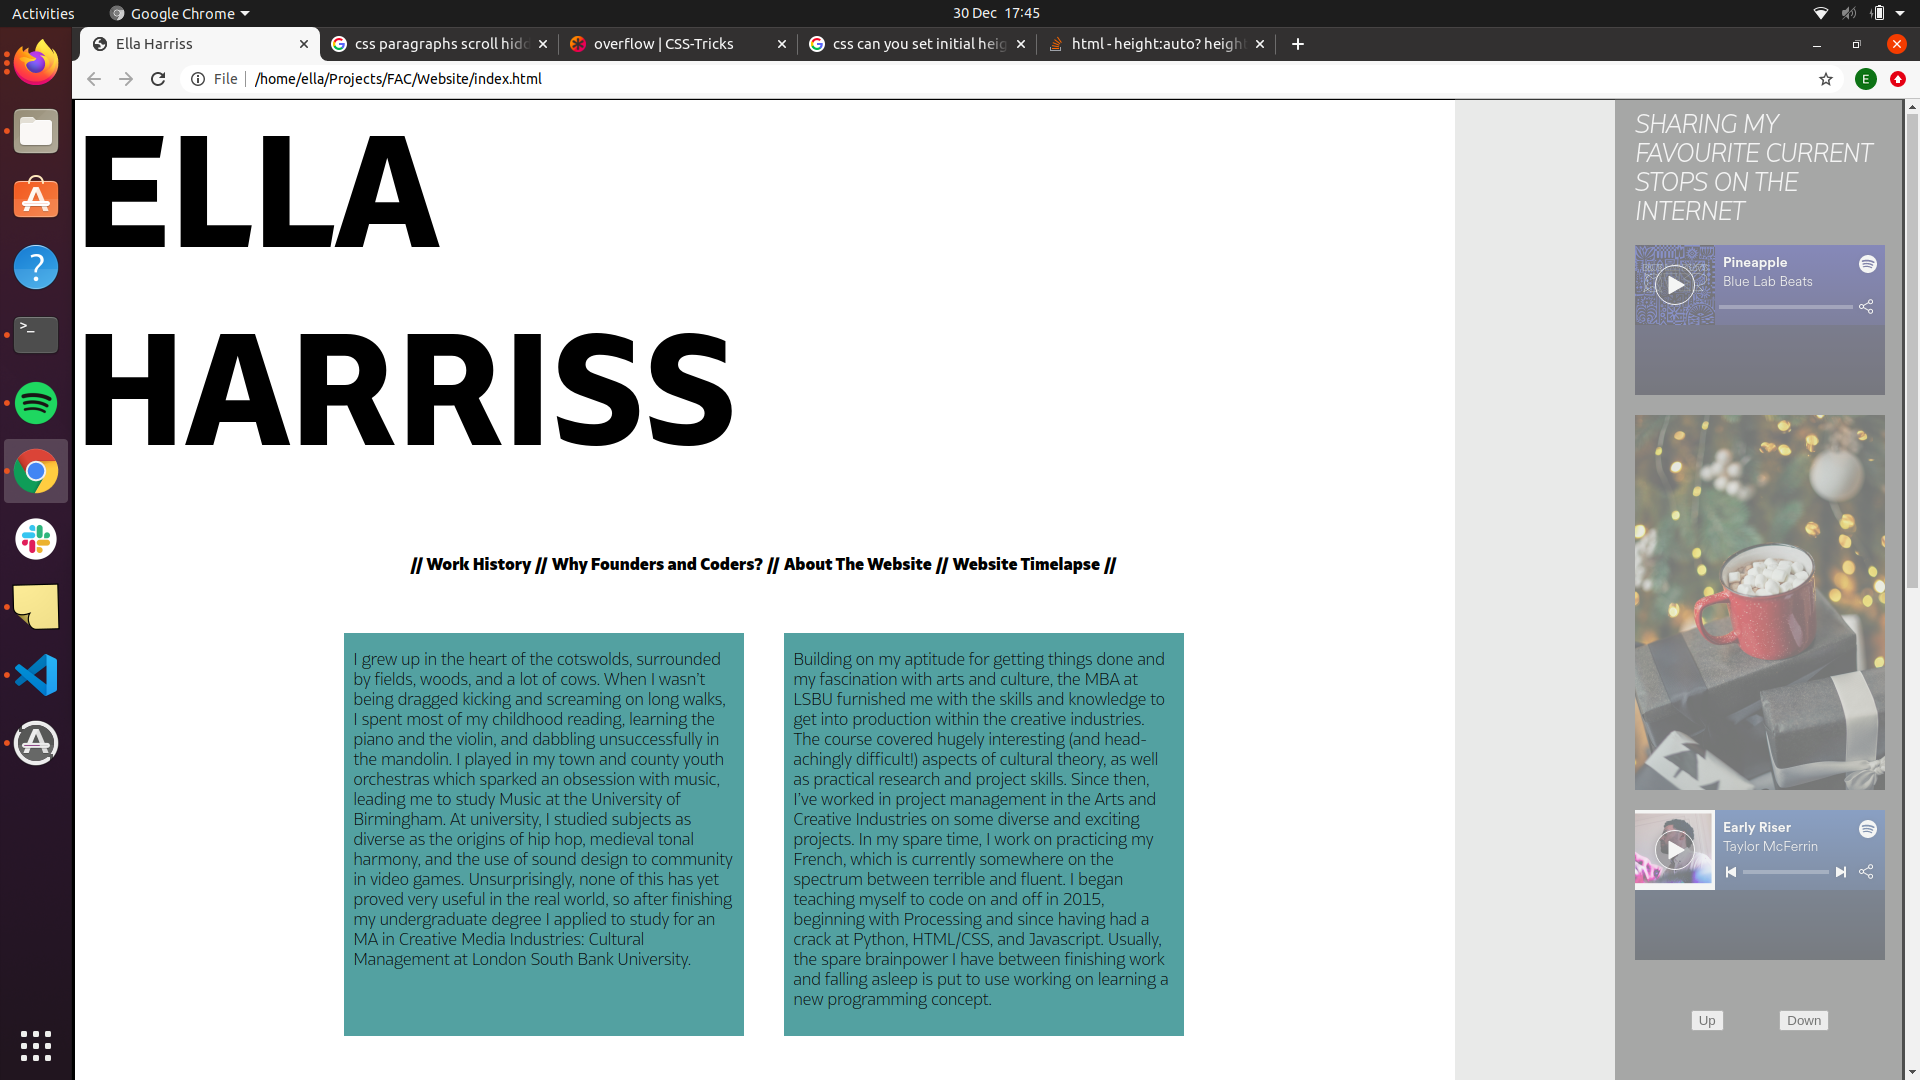 Activities
Google Chrome
30 Dec 17:45
Ella Harriss
css paragraphs scroll hidd
overflow | CSS-Tricks
css can you set initial heig
html - height:auto? height
File
/home/ella/Projects/FAC/Website/index.html
E
ELLA
HARRISS
// Work History // Why Founders and Coders? // About The Website // Website Timelapse //
I grew up in the heart of the cotswolds, surrounded
by fields, woods, and a lot of cows. When I wasn't
being dragged kicking and screaming on long walks,
I spent most of my childhood reading, learning the
piano and the violin, and dabbling unsuccessfully in
the mandolin. I played in my town and county youth
orchestras which sparked an obsession with music,
leading me to study Music at the University of
Birmingham. At university, I studied subjects as
diverse as the origins of hip hop, medieval tonal
harmony, and the use of sound design to community
in video games. Unsurprisingly, none of this has yet
proved very useful in the real world, so after finishing
my undergraduate degree I applied to study for an
MA in Creative Media Industries: Cultural
Management at London South Bank University.
Building on my aptitude for getting things done and
my fascination with arts and culture, the MBA at
LSBU furnished me with the skills and knowledge to
get into production within the creative industries.
The course covered hugely interesting (and head-
achingly difficult!) aspects of cultural theory, as well
as practical research and project skills. Since then,
I've worked in project management in the Arts and
Creative Industries on some diverse and exciting
projects. In my spare time, I work on practicing my
French, which is currently somewhere on the
spectrum between terrible and fluent. I began
teaching myself to code on and off in 2015,
beginning with Processing and since having had a
crack at Python, HTML/CSS, and Javascript. Usually,
the spare brainpower I have between finishing work
and falling asleep is put to use working on learning a
new programming concept.
SHARING MY
FAVOURITE CURRENT
STOPS ON THE
INTERNET
Pineapple
Blue Lab Beats
Early Riser
Taylor McFerrin
Up
Down